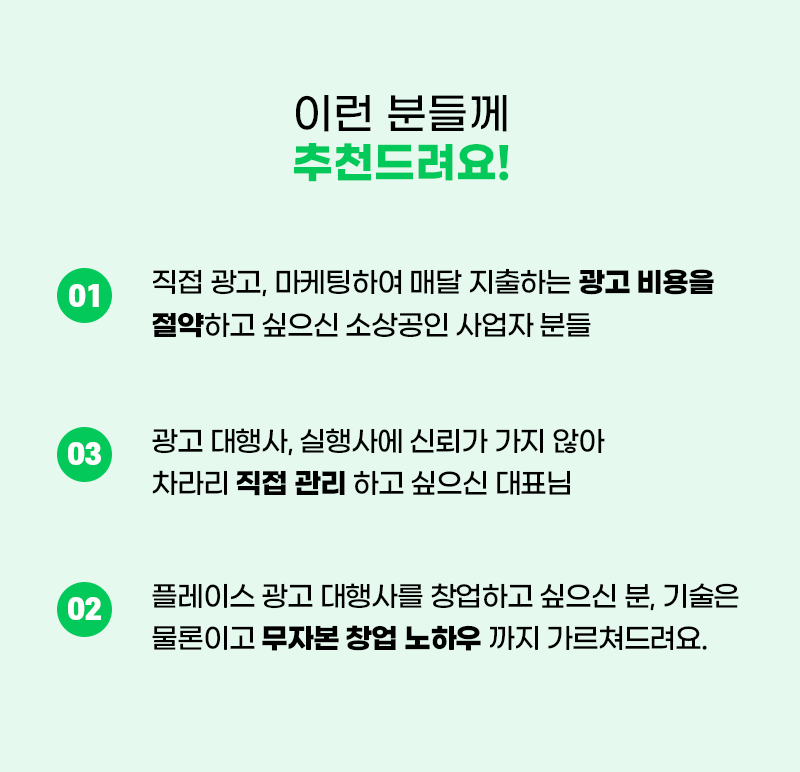 이런 분들께
추천드려요!
01
직접 광고, 마케팅하여 매달 지출하는 광고 비용을
절약하고 싶으신 소상공인 사업자 분들
03
광고 대행사, 실행사에 신뢰가 가지 않아
차라리 직접 관리 하고 싶으신 대표님
02
플레이스 광고 대행사를 창업하고 싶으신 분, 기술은
물론이고 무자본 창업 노하우 까지 가르쳐드려요.